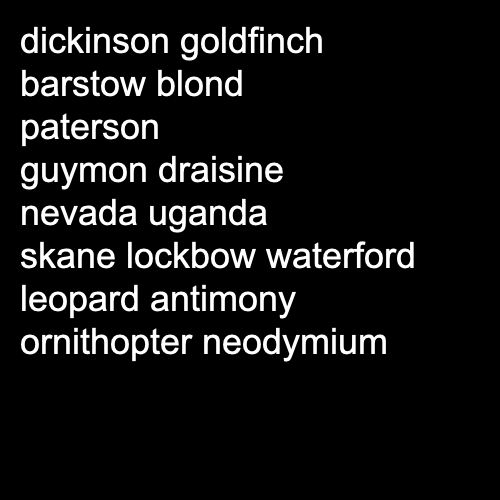 dickinson goldfinch
barstow blond
paterson
guymon draisine
nevada uganda
skane lockbow waterford
leopard antimony
ornithopter neodymium